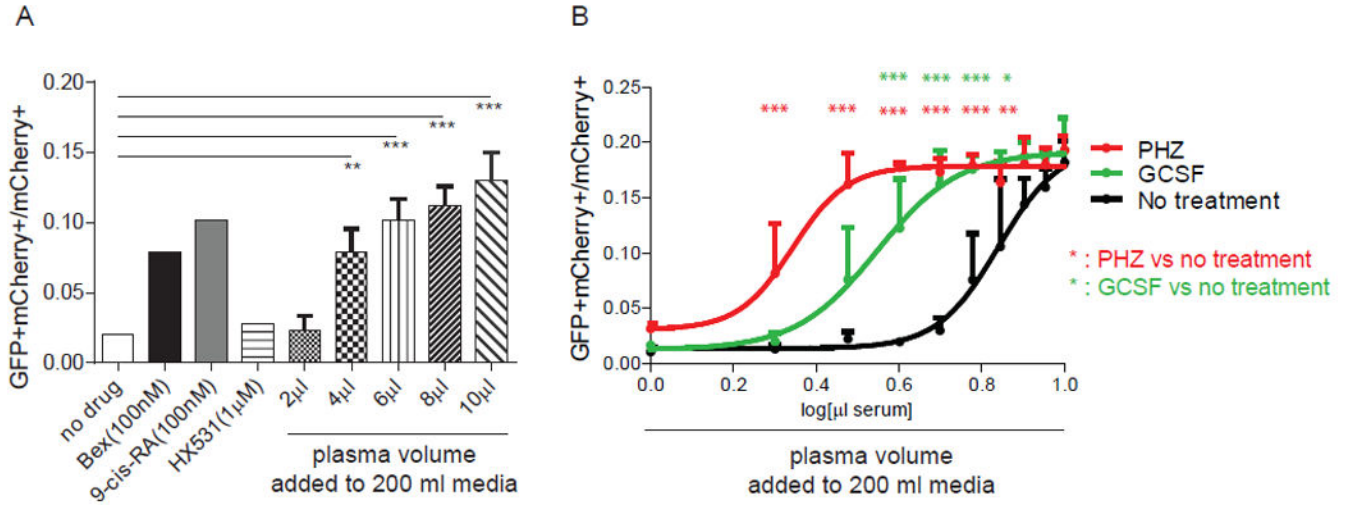 A
GFP+mCherry+/mCherry+
0.20
0.15
0.10
0.05
0.00
**
***
***
***
no drug
Bex(100nM)
9-cis-RA(100nM)
HX531(1μM)
2μl
4μl
6μl
8μl
10μl
plasma volume
added to 200 ml media
B
GFP+mCherry+/mCherry+
0.25
0.20
0.15
0.10
0.05
0.00
*** *** *** *
*** *** *** *** *** **
0.0 0.2 0.4 0.6 0.8 1.0
log[μl serum]
plasma volume
added to 200 ml media
PHZ
GCSF
No treatment
* : PHZ vs no treatment
* : GCSF vs no treatment